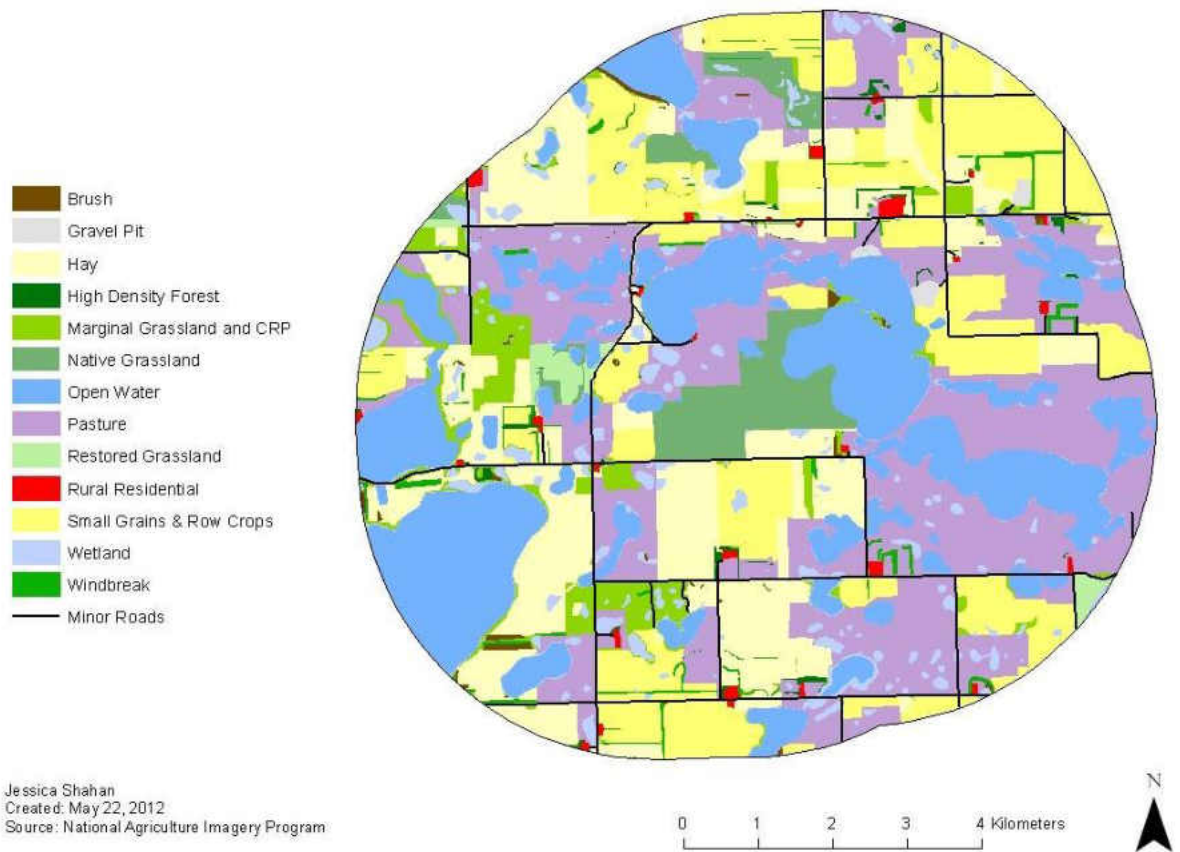 Brush
Gravel Pit
Hay
High Density Forest
Marginal Grassland and CRP
Native Grassland
Open Water
Pasture
Restored Grassland
Rural Residential
Small Grains & Row Crops
Wetland
Windbreak
Minor Roads
Jessica Shahan
Created: May 22, 2012
Source: National Agriculture Imagery Program
0 1 2 3 4 Kilometers
N